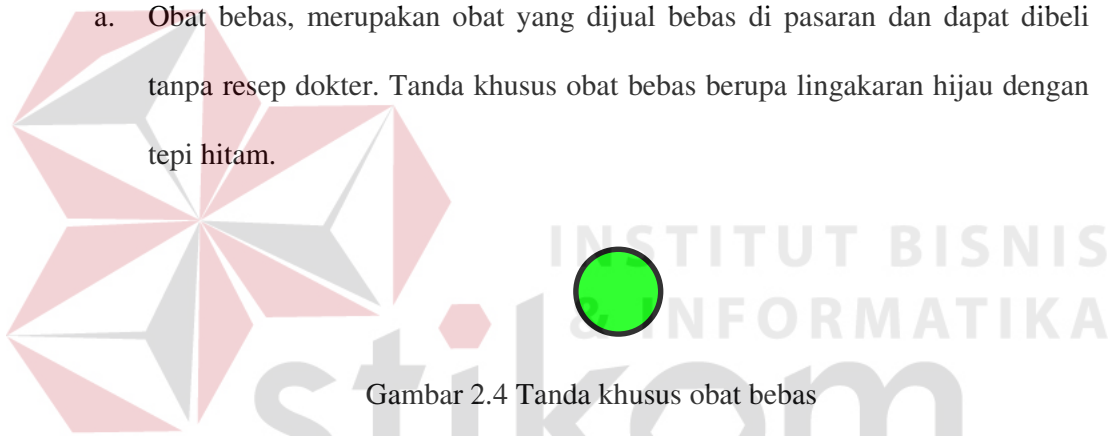 a. Obat bebas, merupakan obat yang dijual bebas di pasaran dan dapat dibeli
tanpa resep dokter. Tanda khusus obat bebas berupa lingakaran hijau dengan
tepi hitam.
INSTITUT BISNIS
& INFORMATIKA
stikom
Gambar 2.4 Tanda khusus obat bebas